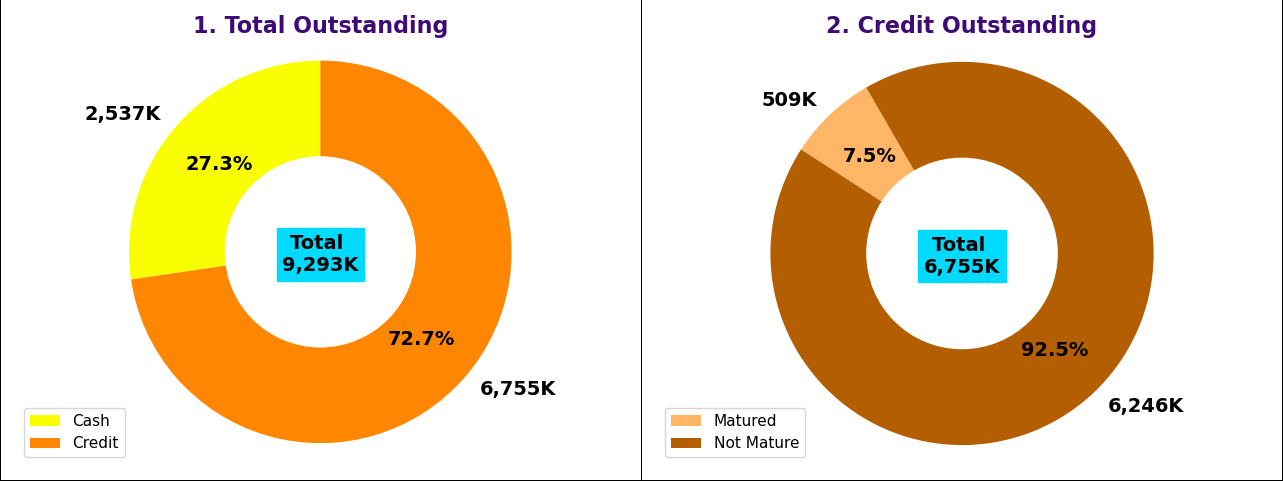 1. Total Outstanding
2,537K
27.3%
Total
9,293K
72.7%
6,755K
Cash
Credit
2. Credit Outstanding
509K
7.5%
Total
6,755K
92.5%
6,246K
Matured
Not Mature